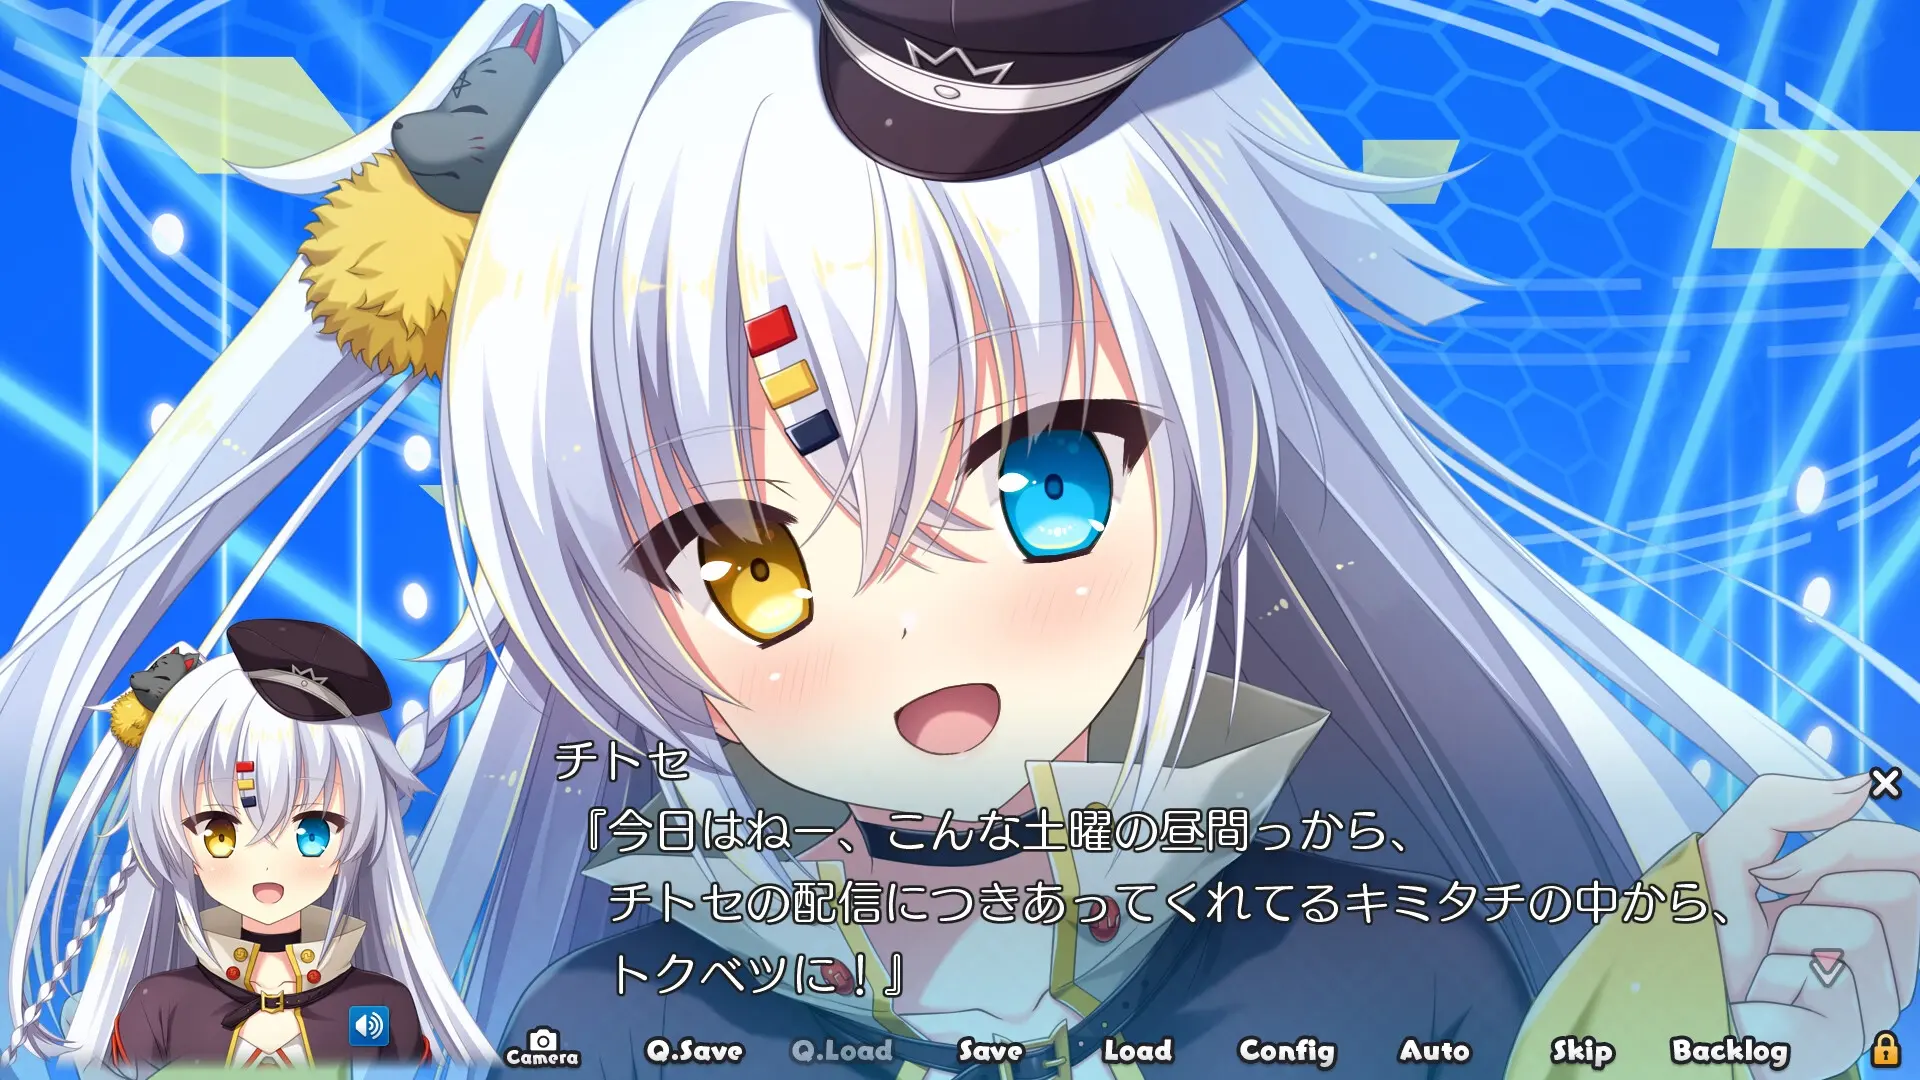 チトセ
『今日はねー、こんな土曜の昼間っから、
チトセの配信につきあってくれてるキミタチの中から、
トクベツに！』
Camera
Q.Save
Q.Load
Save
Load
Config
Auto
Skip
Backlog